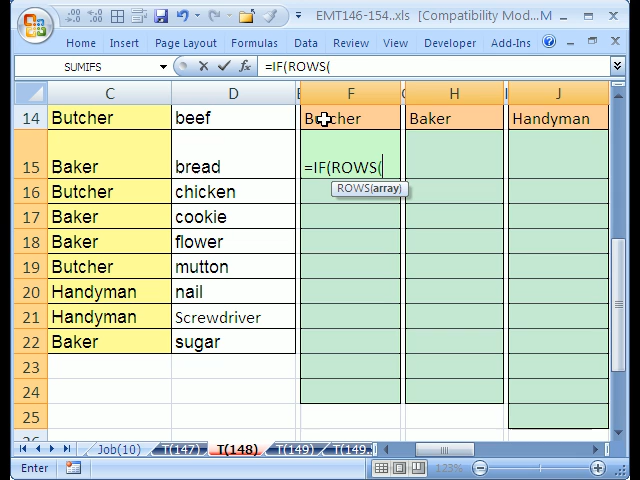 EMT146-154..xls [Compatibility Mod...M
Home Insert Page Layout Formulas Data Review View Developer Add-Ins
SUMIFS =IF(ROWS(
C D E F G H I J
14 Butcher beef Butcher Baker Handyman
15 Baker bread =IF(ROWS(
ROWS(array)
16 Butcher chicken
17 Baker cookie
18 Baker flower
19 Butcher mutton
20 Handyman nail
21 Handyman Screwdriver
22 Baker sugar
23
24
25
Job(10) T(147) T(148) T(149) T(149..
Enter 123%